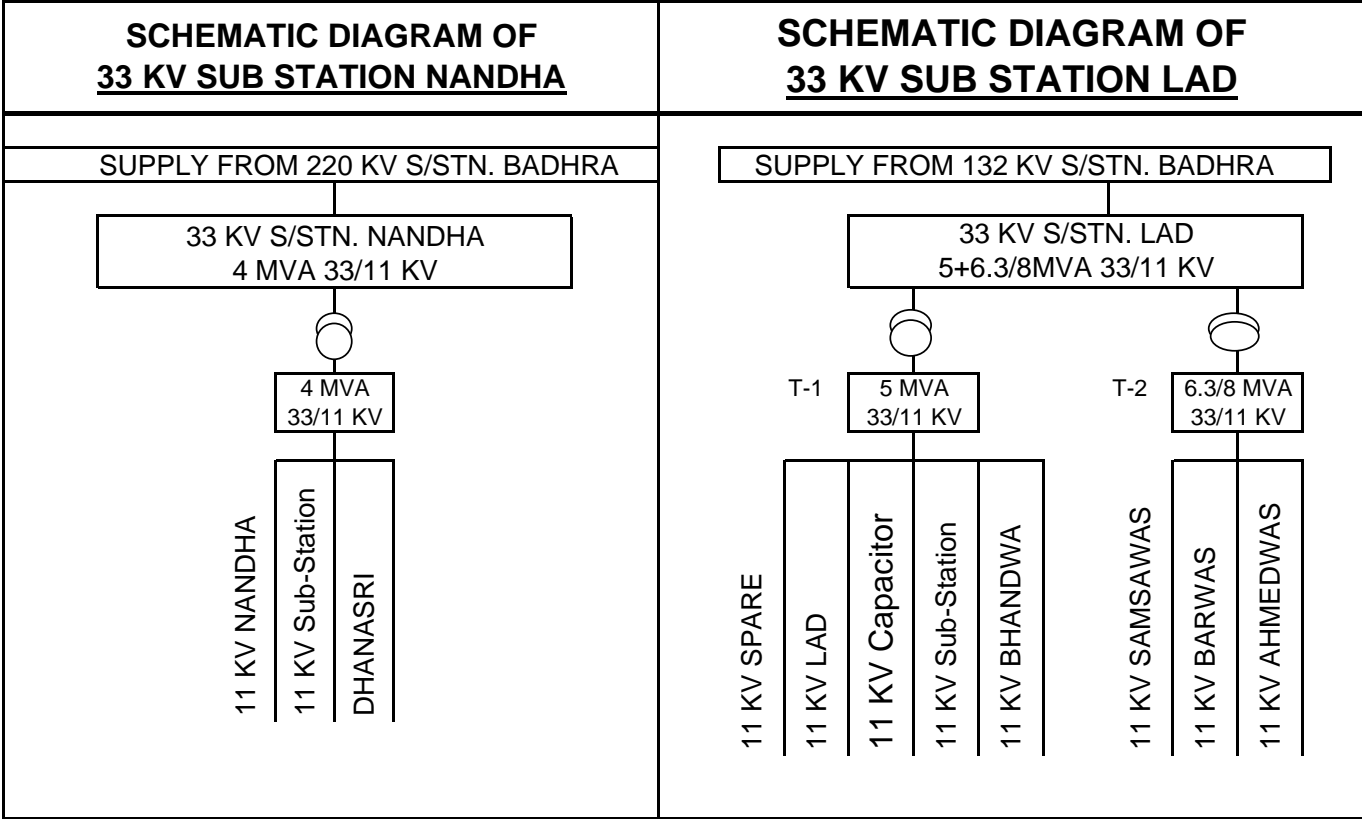 SCHEMATIC DIAGRAM OF
33 KV SUB STATION NANDHA
SUPPLY FROM 220 KV S/STN. BADHRA
33 KV S/STN. NANDHA
4 MVA 33/11 KV
4 MVA
33/11 KV
11 KV NANDHA
11 KV Sub-Station
DHANASRI
SCHEMATIC DIAGRAM OF
33 KV SUB STATION LAD
SUPPLY FROM 132 KV S/STN. BADHRA
33 KV S/STN. LAD
5+6.3/8MVA 33/11 KV
T-1
5 MVA
33/11 KV
T-2
6.3/8 MVA
33/11 KV
11 KV SPARE
11 KV LAD
11 KV Capacitor
11 KV Sub-Station
11 KV BHANDWA
11 KV SAMSAWAS
11 KV BARWAS
11 KV AHMEDWAS